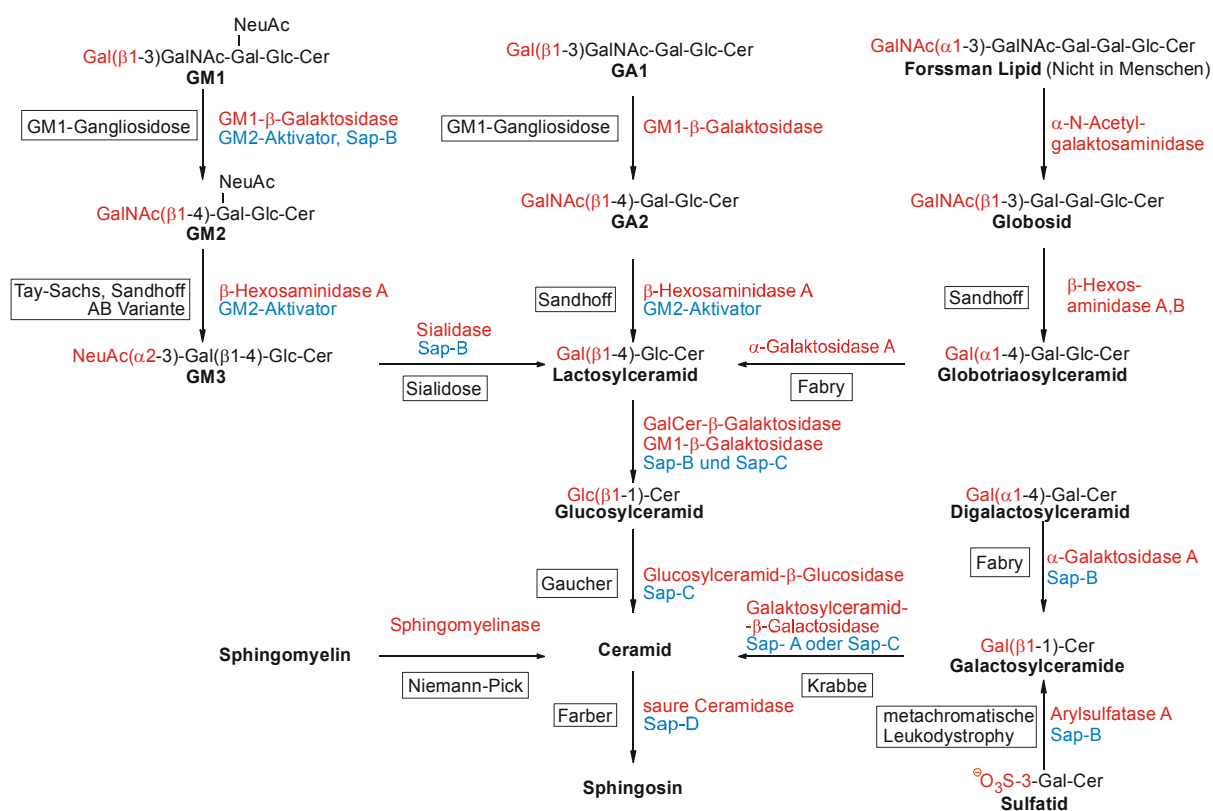 NeuAc
Gal(β1-3)GalNAc-Gal-Glc-Cer
GM1
Gal(β1-3)GalNAc-Gal-Glc-Cer
GA1
GalNAc(α1-3)-GalNAc-Gal-Gal-Glc-Cer
Forssman Lipid (Nicht in Menschen)
GM1-Gangliosidose
GM1-β-Galaktosidase
GM2-Aktivator, Sap-B
GM1-Gangliosidose
GM1-β-Galaktosidase
α-N-Acetyl-
galaktosaminidase
NeuAc
GalNAc(β1-4)-Gal-Glc-Cer
GM2
GalNAc(β1-4)-Gal-Glc-Cer
GA2
GalNAc(β1-3)-Gal-Gal-Glc-Cer
Globosid
Tay-Sachs, Sandhoff
AB Variante
β-Hexosaminidase A
GM2-Aktivator
Sandhoff
β-Hexosaminidase A
GM2-Aktivator
Sandhoff
β-Hexos-
aminidase A,B
NeuAc(α2-3)-Gal(β1-4)-Glc-Cer
GM3
Sialidase
Sap-B
Sialidose
Gal(β1-4)-Glc-Cer
Lactosylceramid
α-Galaktosidase A
Fabry
Gal(α1-4)-Gal-Glc-Cer
Globotriaosylceramid
GalCer-β-Galaktosidase
GM1-β-Galaktosidase
Sap-B und Sap-C
Glc(β1-1)-Cer
Glucosylceramid
Gal(α1-4)-Gal-Cer
Digalactosylceramid
Gaucher
Glucosylceramid-β-Glucosidase
Sap-C
Fabry
α-Galaktosidase A
Sap-B
Sphingomyelin
Sphingomyelinase
Niemann-Pick
Ceramid
Galaktosylceramid-
-β-Galactosidase
Sap- A oder Sap-C
Krabbe
Gal(β1-1)-Cer
Galactosylceramide
Farber
saure Ceramidase
Sap-D
metachromatische
Leukodystrophy
Arylsulfatase A
Sap-B
Sphingosin
⊖O3S-3-Gal-Cer
Sulfatid